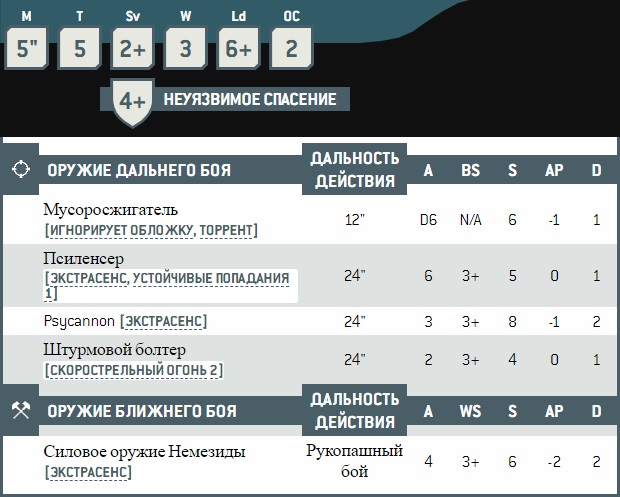 M T Sv W Ld OC
5" 5 2+ 3 6+ 2
4+ НЕУЯЗВИМОЕ СПАСЕНИЕ
ОРУЖИЕ ДАЛЬНЕГО БОЯ ДАЛЬНОСТЬ ДЕЙСТВИЯ A BS S AP D
Мусоросжигатель
[ИГНОРИРУЕТ ОБЛОЖКУ, ТОРРЕНТ] 12" D6 N/A 6 -1 1
Псиленсер
[ЭКСТРАСЕНС, УСТОЙЧИВЫЕ ПОПАДАНИЯ
1] 24" 6 3+ 5 0 1
Psycannon [ЭКСТРАСЕНС] 24" 3 3+ 8 -1 2
Штурмовой болтер
[СКОРОСТРЕЛЬНЫЙ ОГОНЬ 2] 24" 2 3+ 4 0 1
ОРУЖИЕ БЛИЖНЕГО БОЯ ДАЛЬНОСТЬ ДЕЙСТВИЯ A WS S AP D
Силовое оружие Немезиды
[ЭКСТРАСЕНС] Рукопашный бой 4 3+ 6 -2 2